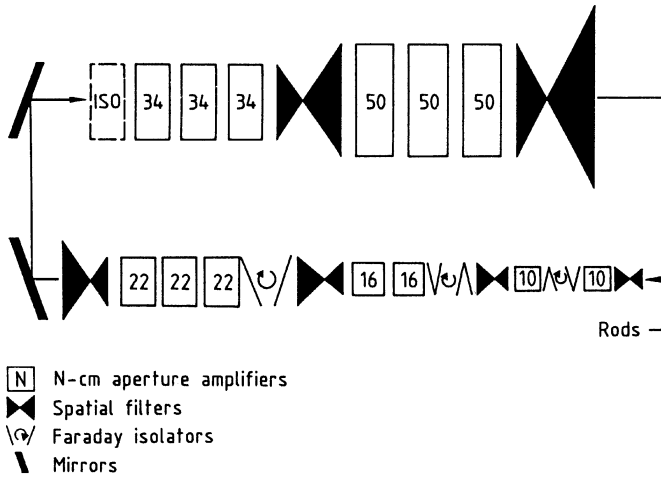 ISO 34 34 34 50 50 50
22 22 22 16 16 10 10
Rods
N N-cm aperture amplifiers
Spatial filters
Faraday isolators
Mirrors